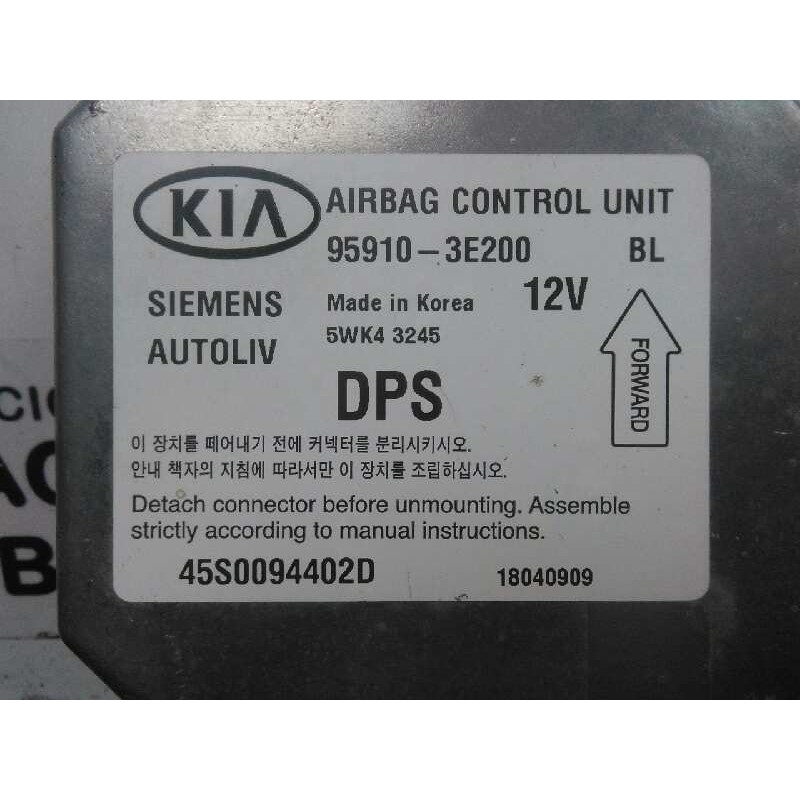 KIA AIRBAG CONTROL UNIT
95910-3E200 BL
SIEMENS Made in Korea 12V
AUTOLIV 5WK4 3245
FORWARD
DPS
이 장치를 떼어내기 전에 커넥터를 분리시키시오.
안내 책자의 지침에 따라서만 이 장치를 조립하십시오.
Detach connector before unmounting. Assemble
strictly according to manual instructions.
45S0094402D 18040909
CIO
AC
B